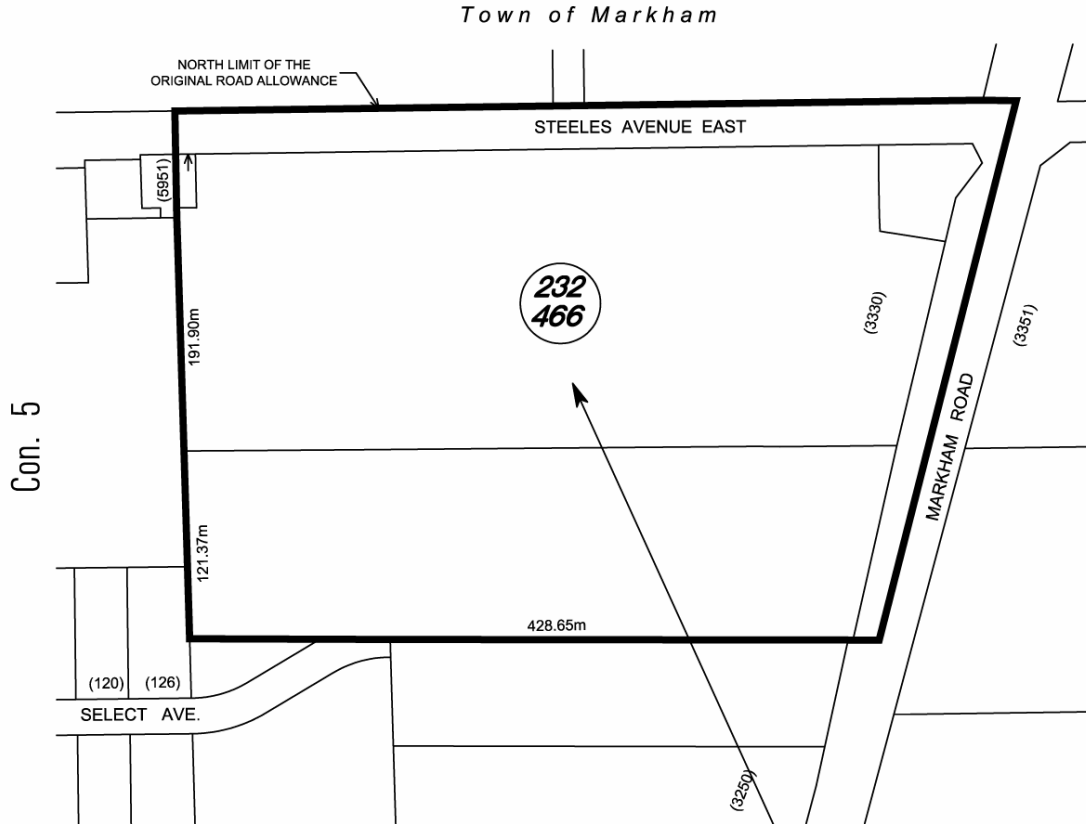 Town of Markham
NORTH LIMIT OF THE
ORIGINAL ROAD ALLOWANCE
STEELES AVENUE EAST
(5951)
232
466
(3330)
(3351)
191.90m
MARKHAM ROAD
Con. 5
121.37m
428.65m
(120)
(126)
SELECT AVE.
(3250)